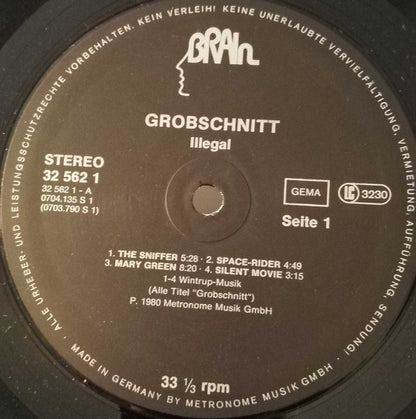 ALLE URHEBER- UND LEISTUNGSSCHUTZRECHTE VORBEHALTEN. KEIN VERLEIH! KEINE UNERLAUBTE VERVIELFÄLTIGUNG, VERMIETUNG, AUFFÜHRUNG, SENDUNG!
BRAIN
GROBSCHNITT
Illegal
STEREO
32 562 1
32 562 1 - A
0704.135 S 1
(0703.790 S 1)
GEMA
LC 3230
Seite 1
1. THE SNIFFER 5:28 · 2. SPACE-RIDER 4:49
3. MARY GREEN 8:20 · 4. SILENT MOVIE 3:15
1-4 Wintrup-Musik
(Alle Titel "Grobschnitt")
P. 1980 Metronome Musik GmbH
33 ⅓ rpm
MADE IN GERMANY BY METRONOME MUSIK GMBH